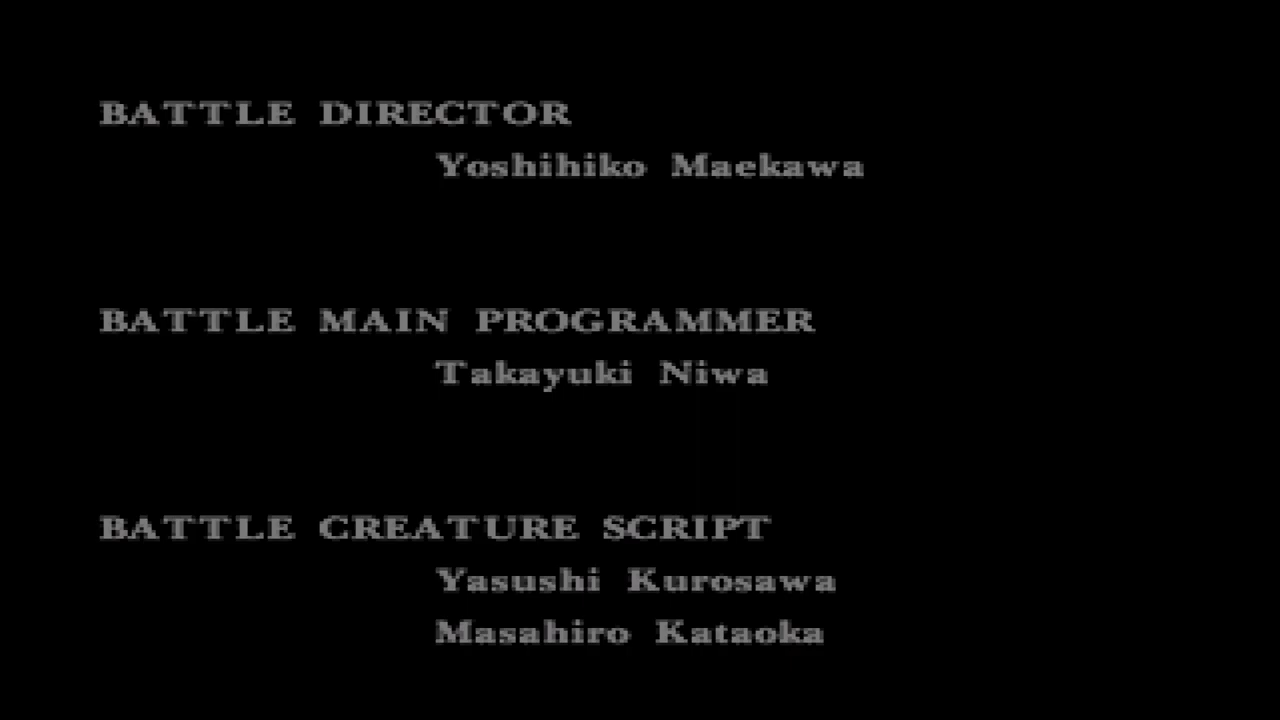 BATTLE DIRECTOR
Yoshihiko Maekawa
BATTLE MAIN PROGRAMMER
Takayuki Niwa
BATTLE CREATURE SCRIPT
Yasushi Kurosawa
Masahiro Kataoka